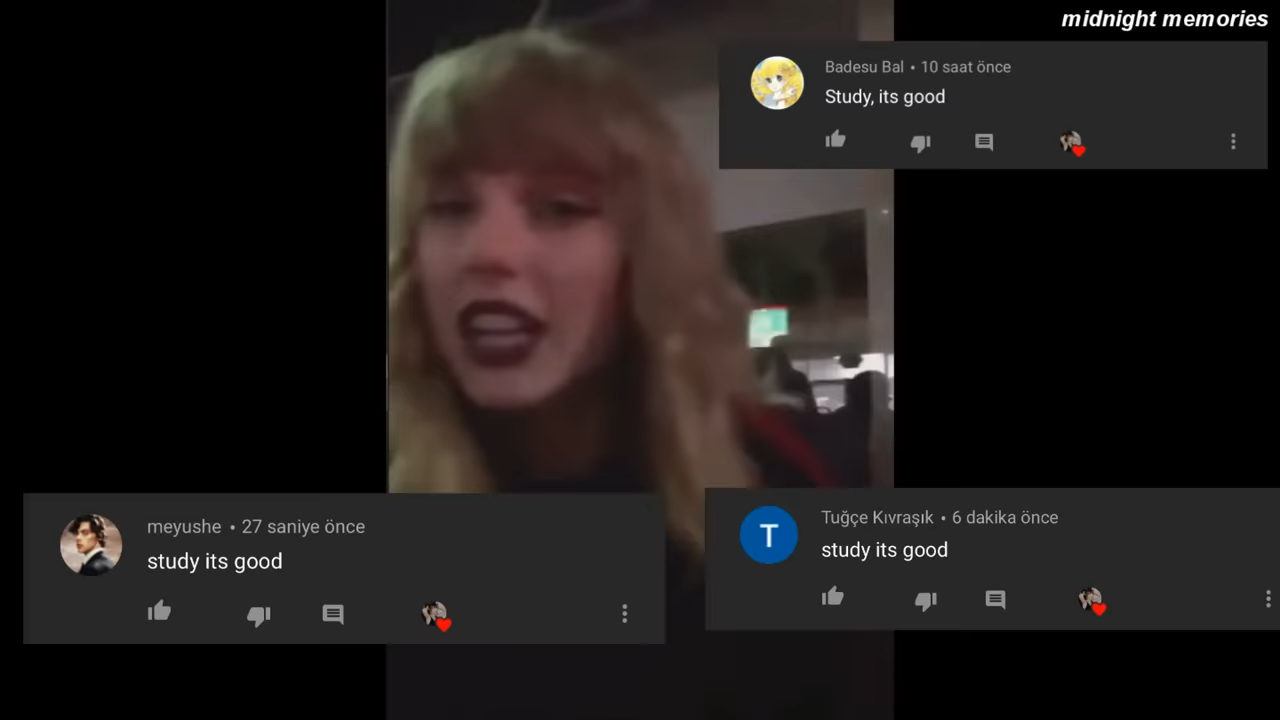 midnight memories
Badesu Bal • 10 saat önce
Study, its good
meyushe • 27 saniye önce
study its good
Tuğçe Kıvraşık • 6 dakika önce
study its good
T